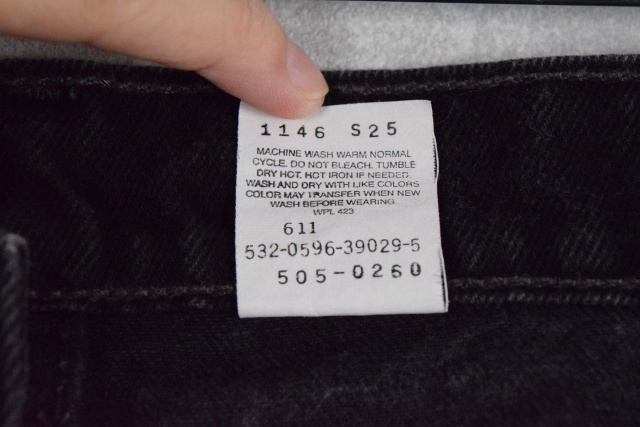 1146 S25
MACHINE WASH WARM NORMAL
CYCLE. DO NOT BLEACH. TUMBLE
DRY HOT. HOT IRON IF NEEDED.
WASH AND DRY WITH LIKE COLORS
COLOR MAY TRANSFER WHEN NEW
WASH BEFORE WEARING
WPL 423
611
532-0596-39029-5
505-0260